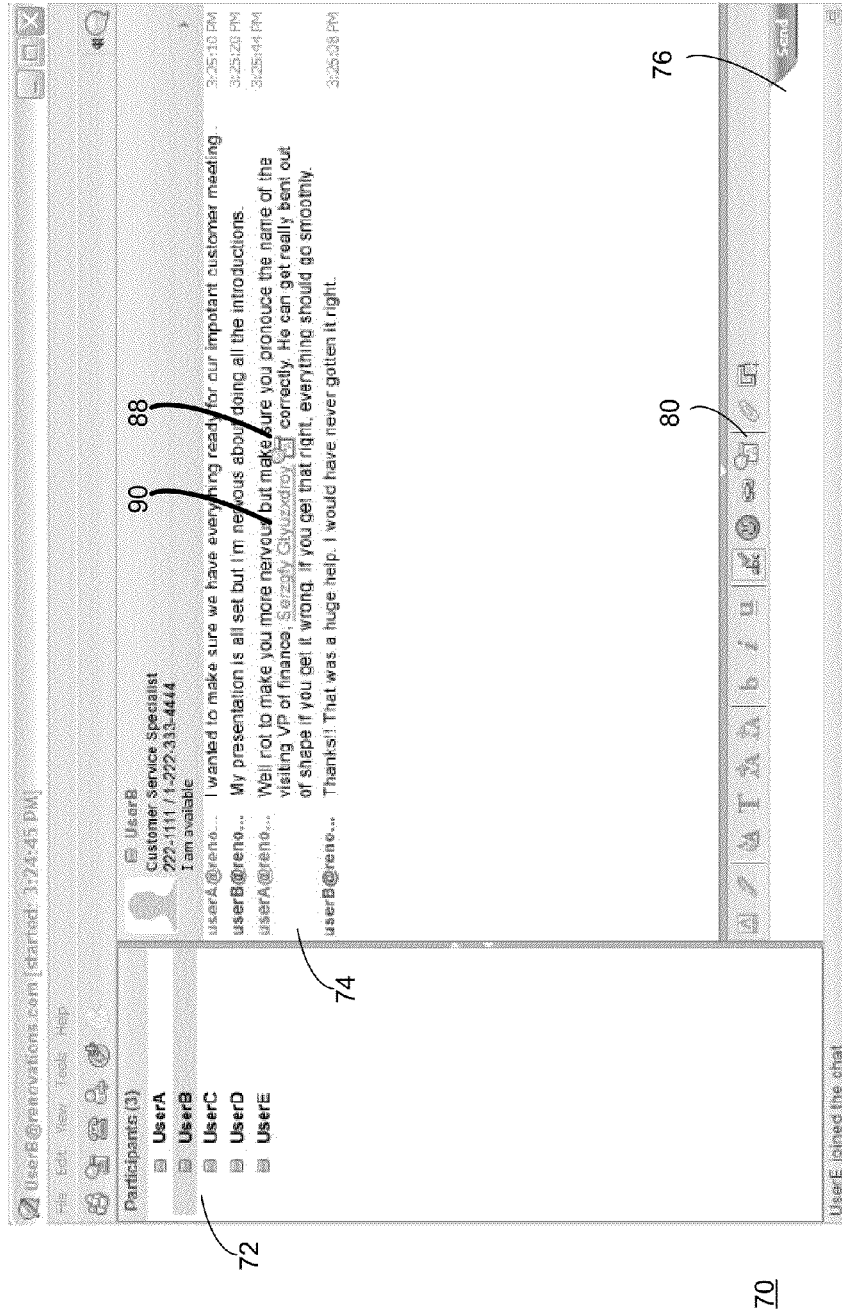 UserB@renovations.com [started: 3:24:45 PM]
File Edit View Tools Help
Participants (3)
UserA
UserB
UserC
UserD
UserE
UserB
Customer Service Specialist
222-1111 / 1-222-333-4444
I am available
userA@reno... I wanted to make sure we have everything ready for our impotant customer meeting.. 3:25:10 PM
userB@reno... My presentation is all set but I'm nervous about doing all the introductions. 3:25:20 PM
userA@reno... Well not to make you more nervous but make sure you pronouce the name of the 3:25:44 PM
visiting VP of finance, correctly. He can get really bent out
of shape if you get it wrong. If you get that right, everything should go smoothly.
userB@reno... Thanks!! That was a huge help. I would have never gotten it right. 3:25:08 PM
A A T A A b i u abc
Send
UserE joined the chat
70
72
74
76
80
88
90